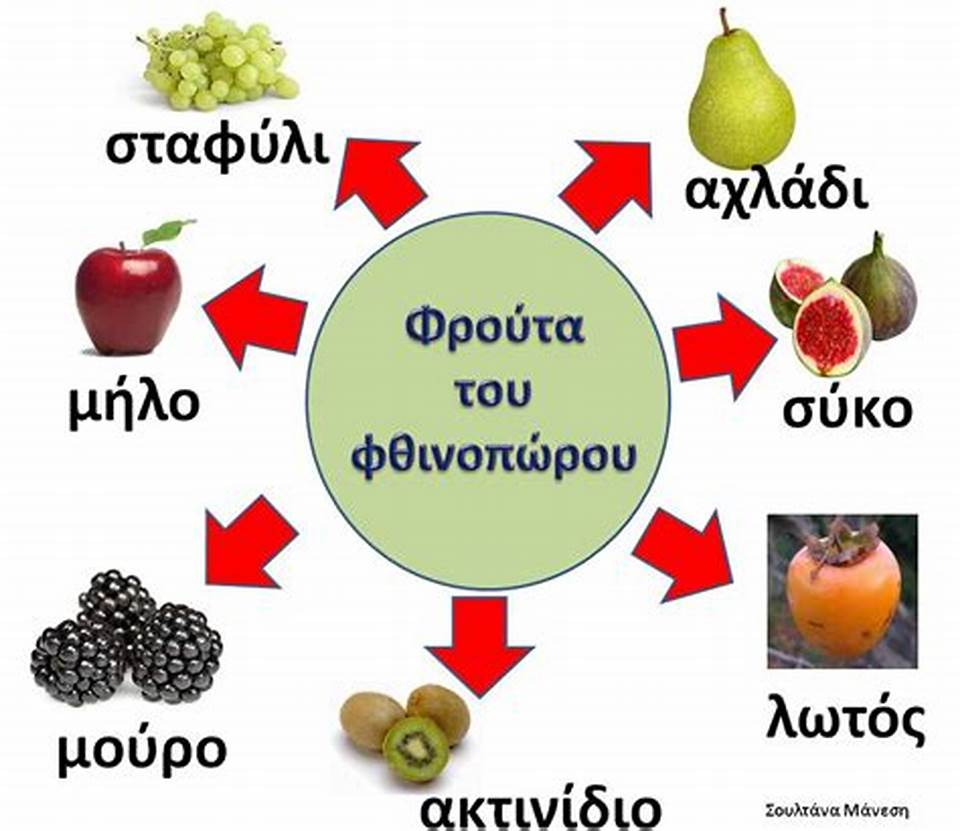 σταφύλι
αχλάδι
μήλο
Φρούτα
του
φθινοπώρου
σύκο
μούρο
λωτός
ακτινίδιο
Σουλτάνα Μάνεση